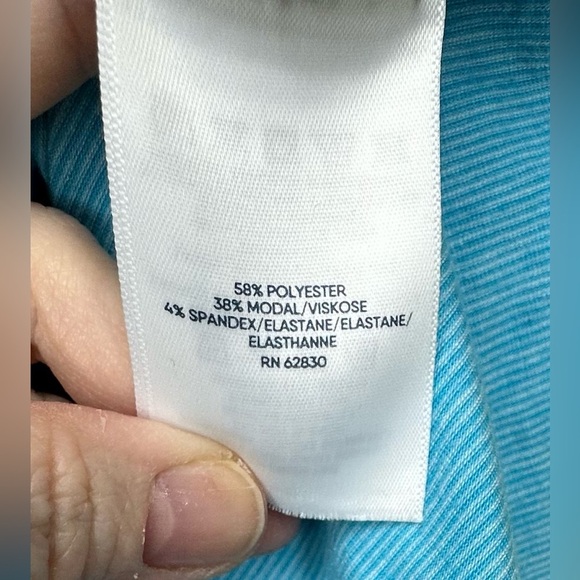 58% POLYESTER
38% MODAL/VISKOSE
4% SPANDEX/ELASTANE/ELASTANE/
ELASTHANNE
RN 62830